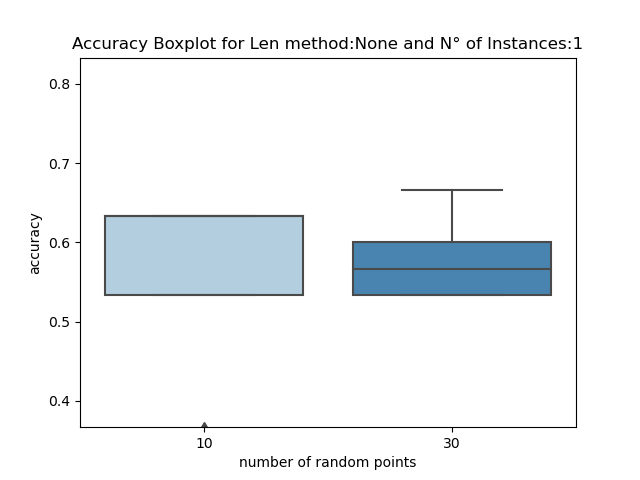 Accuracy Boxplot for Len method:None and N° of Instances:1
0.8
0.7
0.6
0.5
0.4
accuracy
10
30
number of random points